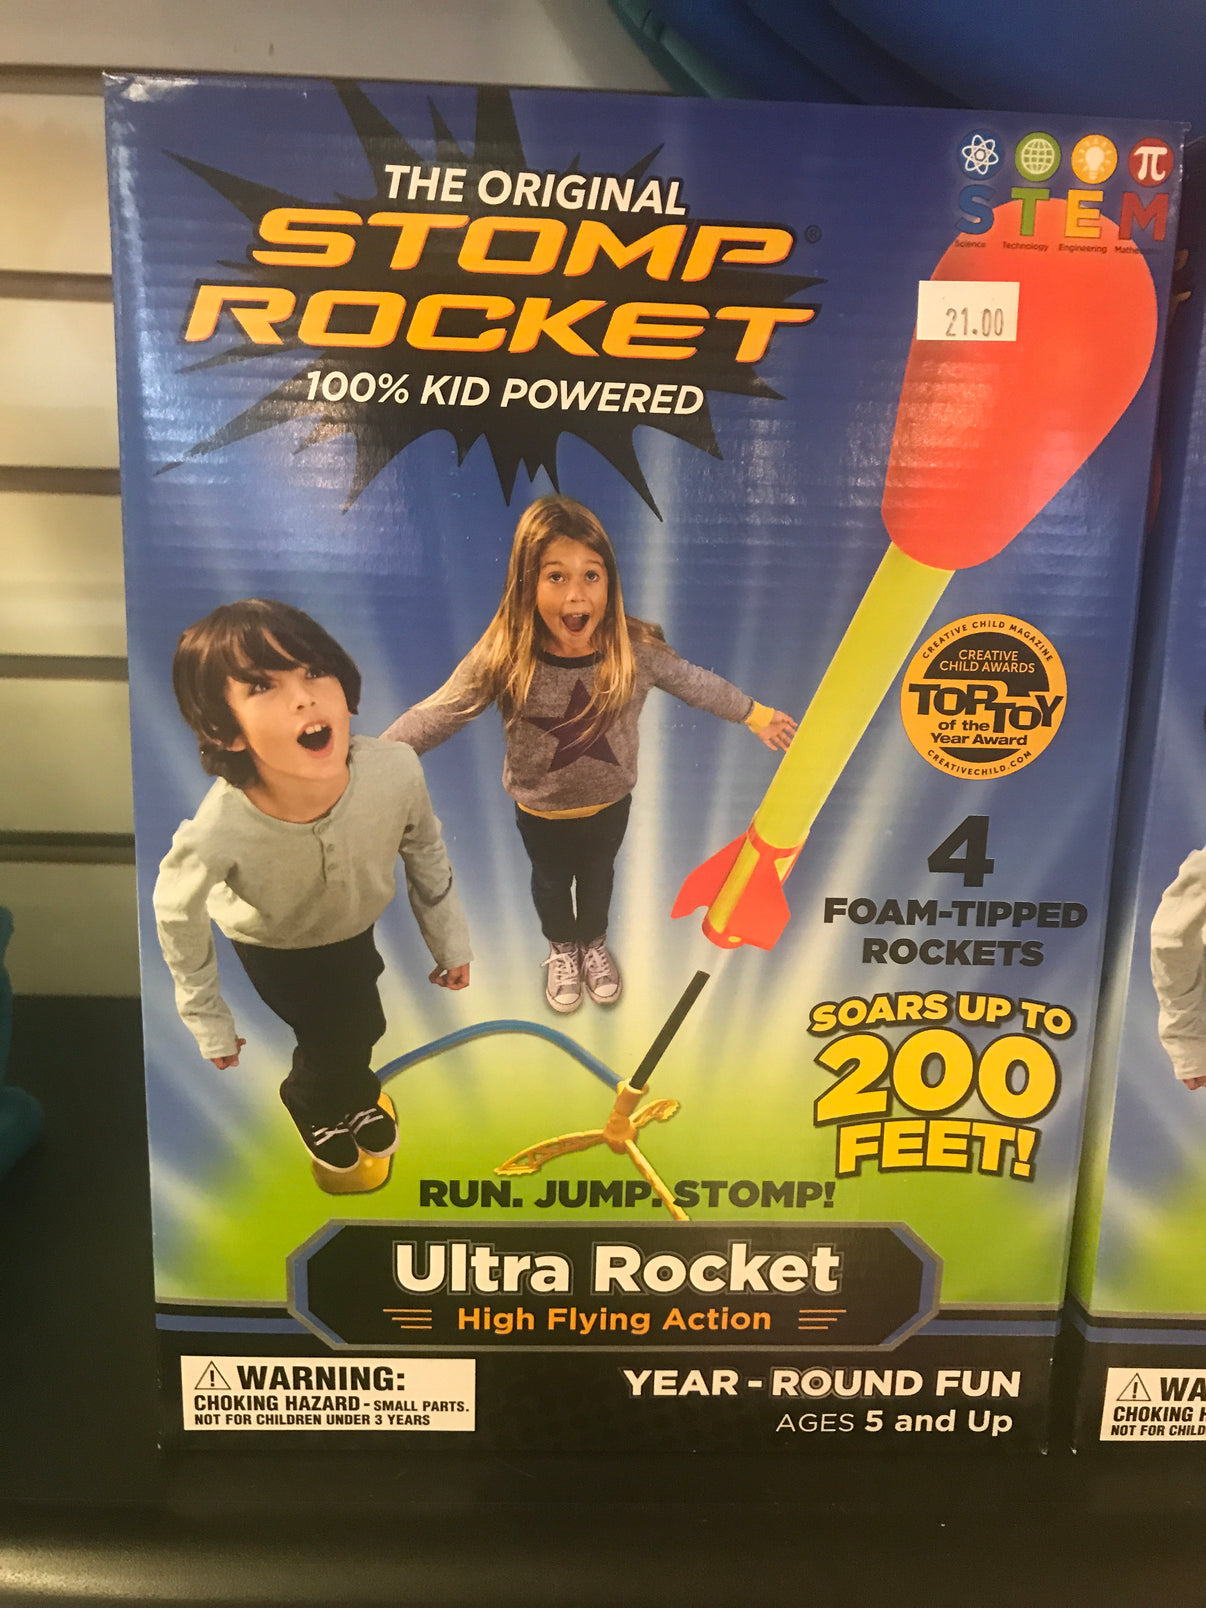 THE ORIGINAL
STOMP®
ROCKET
100% KID POWERED
π
STEM
Science Technology Engineering
21.00
CREATIVE CHILD MAGAZINE
CREATIVE
CHILD AWARDS
TOP TOY
of the
Year Award
CREATIVECHILD.COM
4
FOAM-TIPPED
ROCKETS
SOARS UP TO
200
FEET!
RUN. JUMP. STOMP!
Ultra Rocket
High Flying Action
WARNING:
CHOKING HAZARD - SMALL PARTS.
NOT FOR CHILDREN UNDER 3 YEARS
YEAR - ROUND FUN
AGES 5 and Up
WA
CHOKING H
NOT FOR CHILD